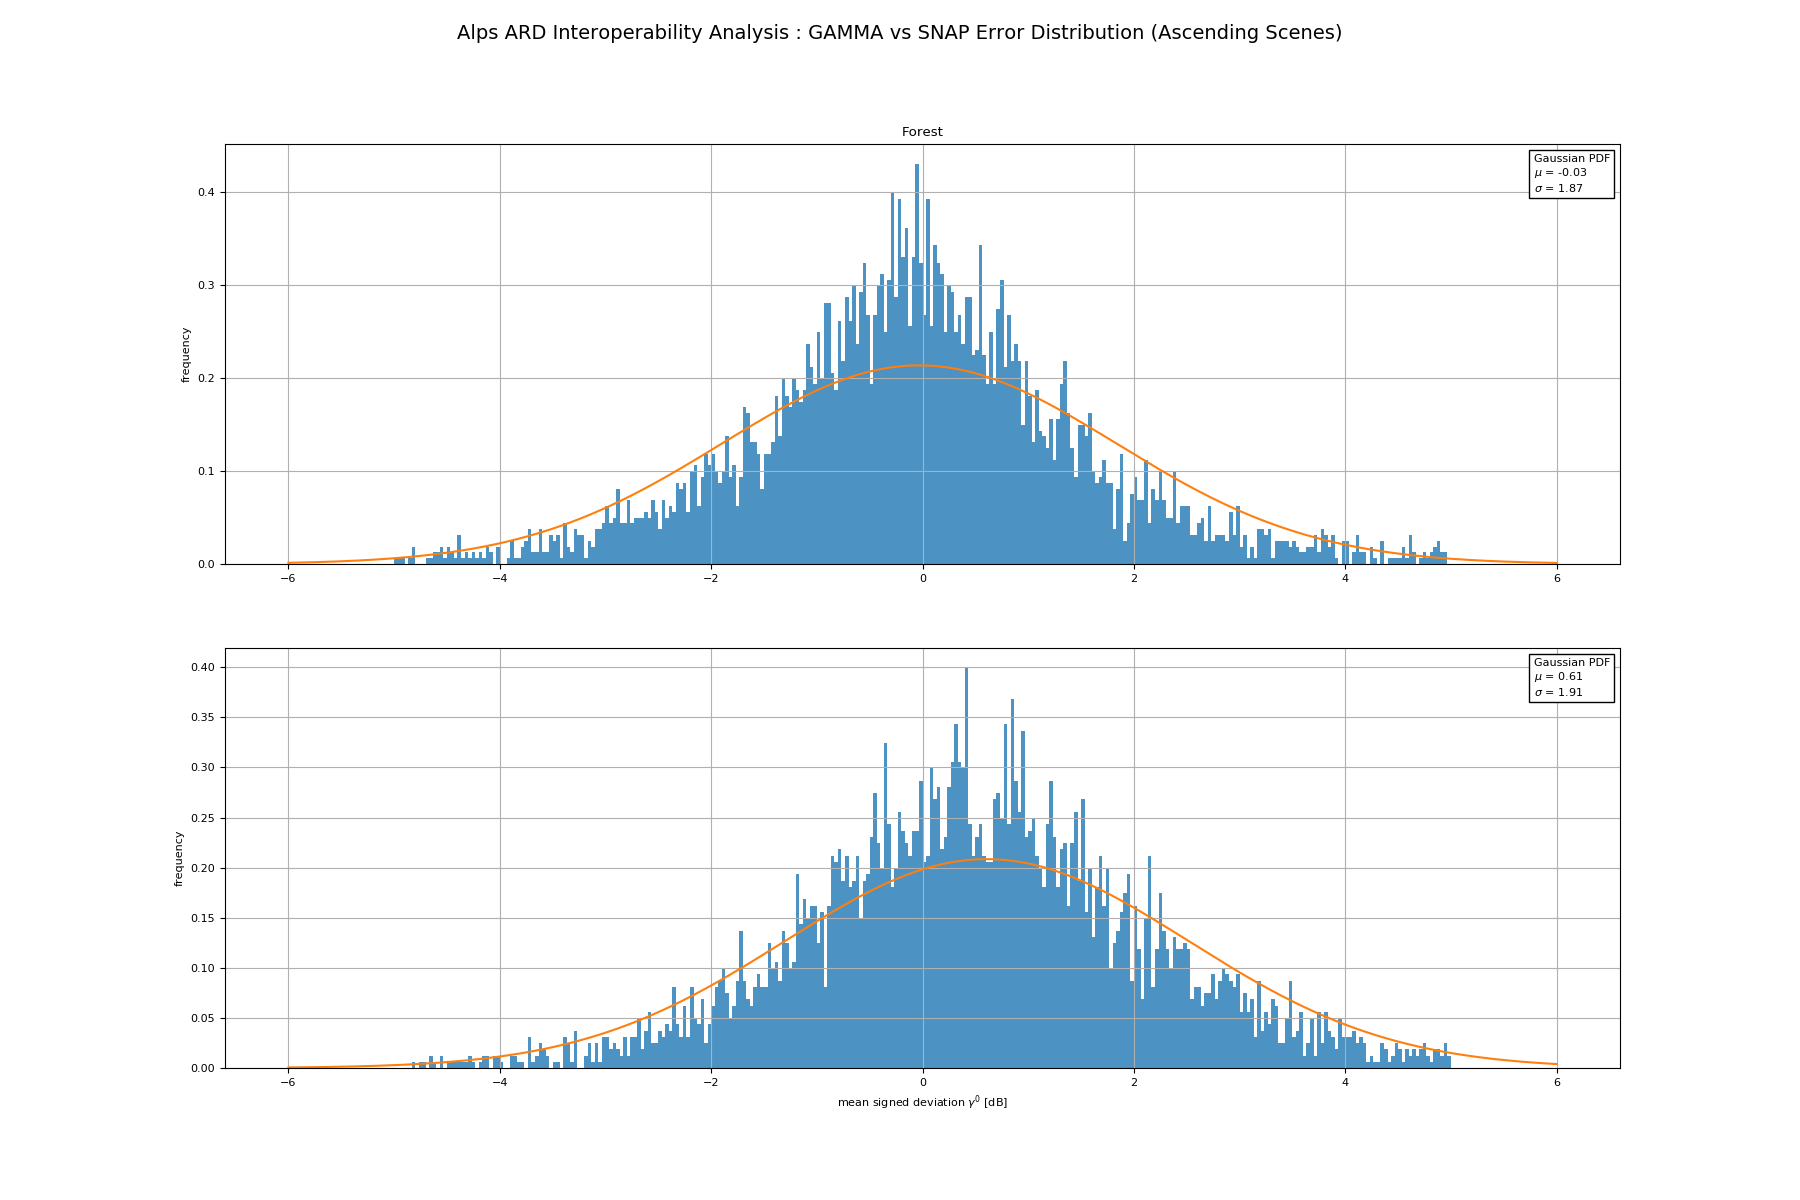 Alps ARD Interoperability Analysis : GAMMA vs SNAP Error Distribution (Ascending Scenes)
Forest
Gaussian PDF
μ = -0.03
σ = 1.87
frequency
0.4
0.3
0.2
0.1
0.0
−6 −4 −2 0 2 4 6
Gaussian PDF
μ = 0.61
σ = 1.91
frequency
0.40
0.35
0.30
0.25
0.20
0.15
0.10
0.05
0.00
−6 −4 −2 0 2 4 6
mean signed deviation γ⁰ [dB]